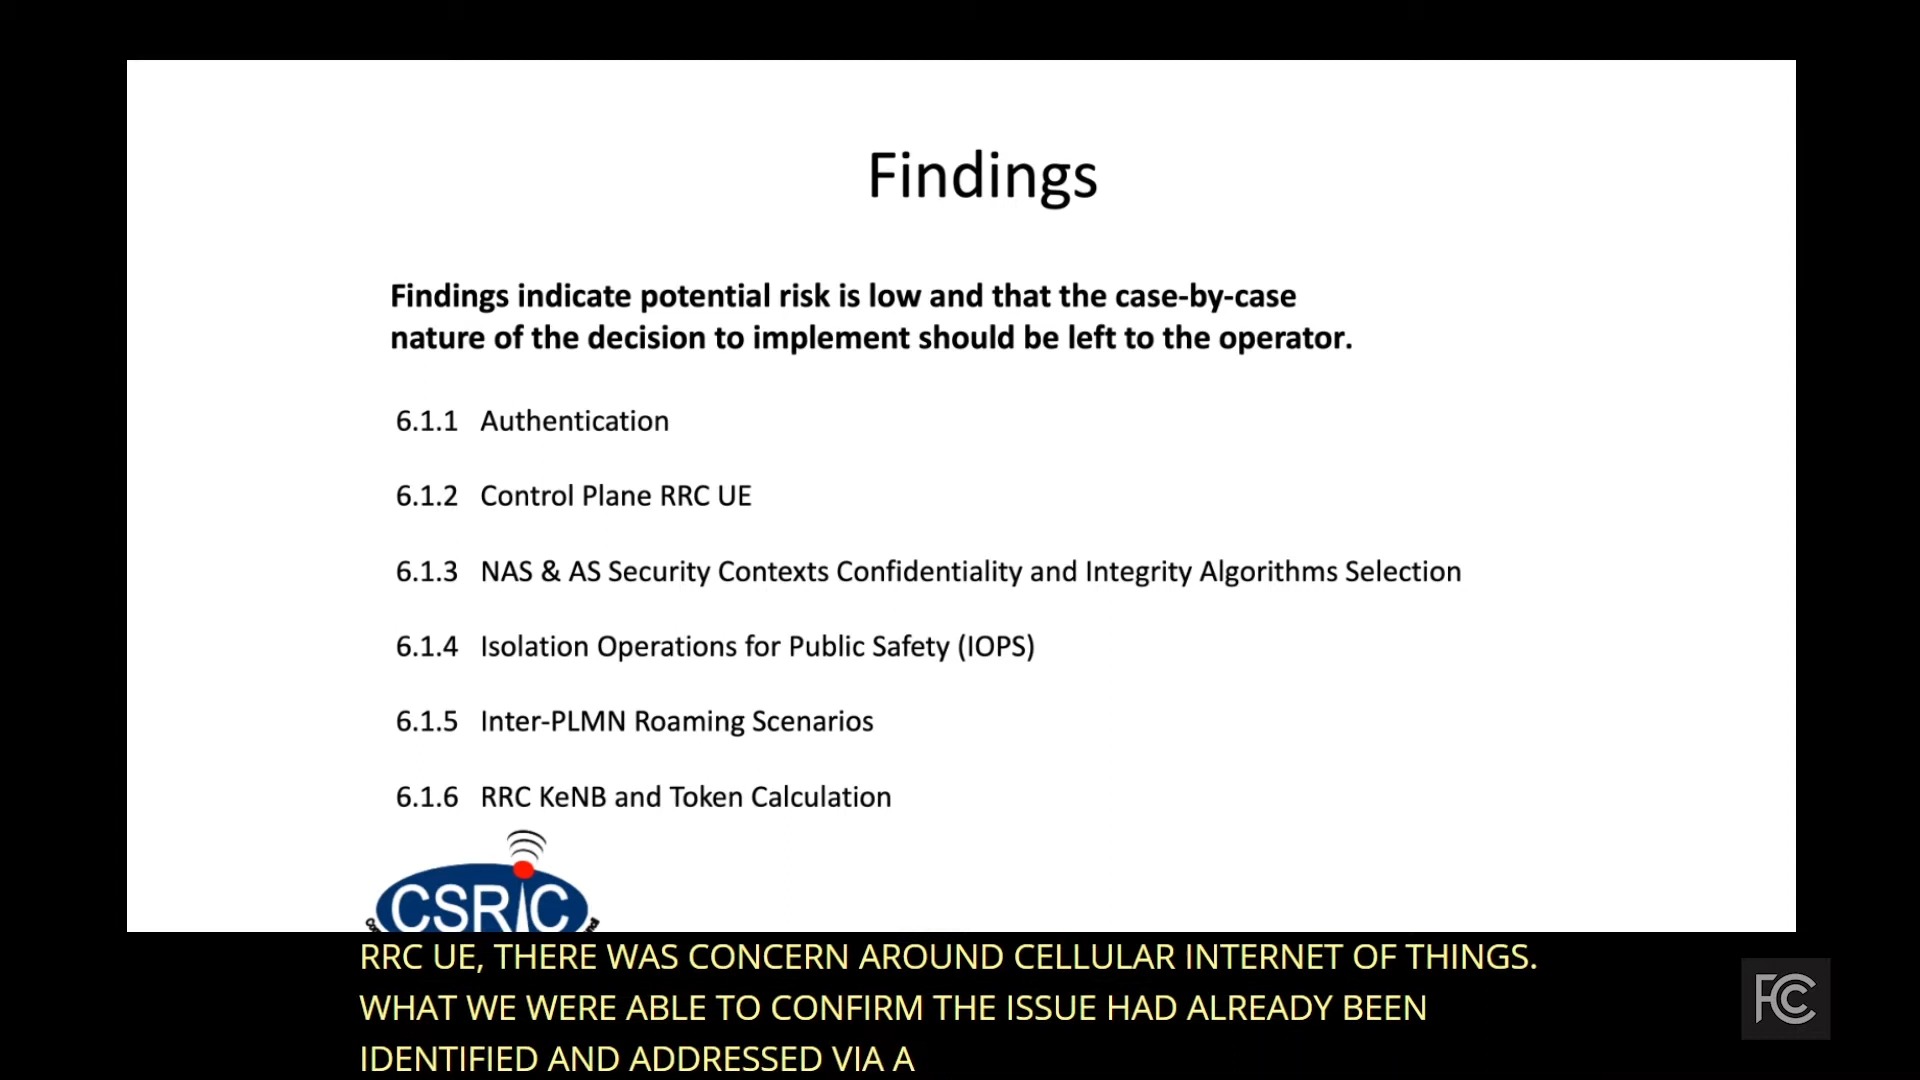 Findings
Findings indicate potential risk is low and that the case-by-case
nature of the decision to implement should be left to the operator.
6.1.1 Authentication
6.1.2 Control Plane RRC UE
6.1.3 NAS & AS Security Contexts Confidentiality and Integrity Algorithms Selection
6.1.4 Isolation Operations for Public Safety (IOPS)
6.1.5 Inter-PLMN Roaming Scenarios
6.1.6 RRC KeNB and Token Calculation
CSRIC
RRC UE, THERE WAS CONCERN AROUND CELLULAR INTERNET OF THINGS.
WHAT WE WERE ABLE TO CONFIRM THE ISSUE HAD ALREADY BEEN
IDENTIFIED AND ADDRESSED VIA A
FCC